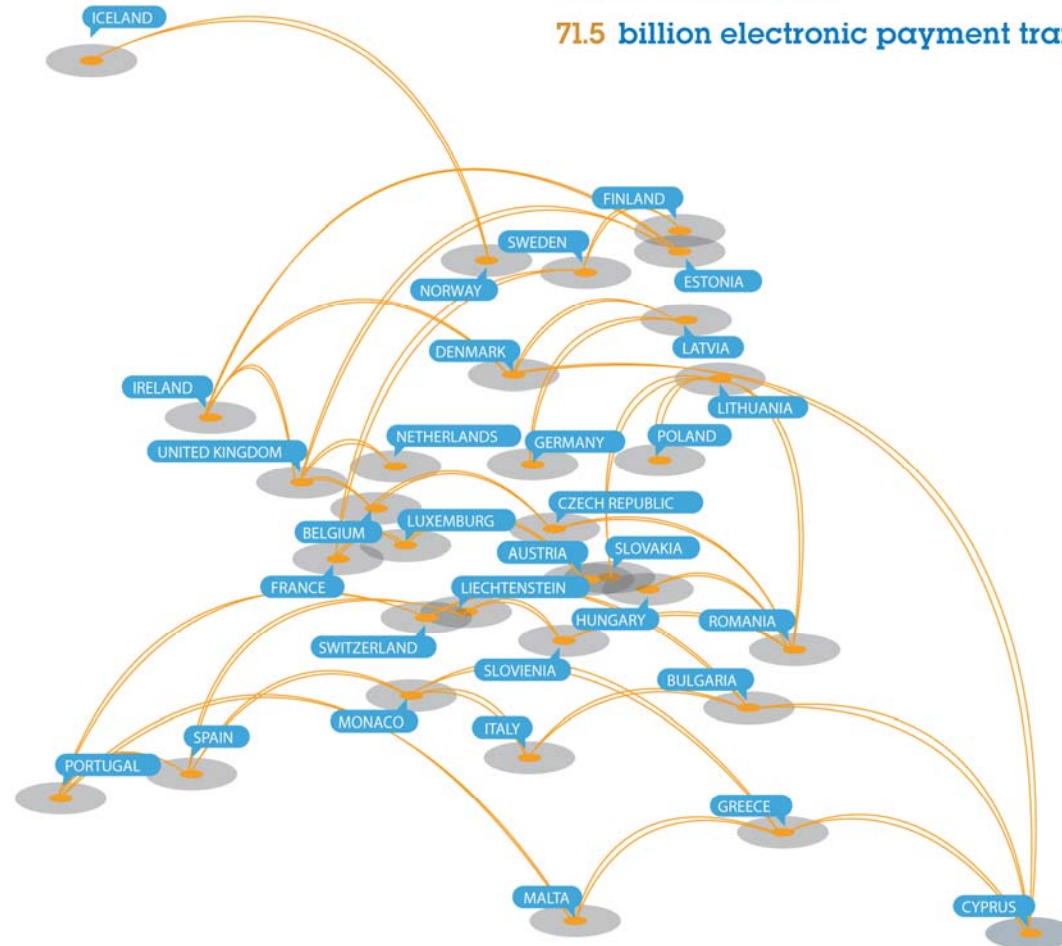 ICELAND
71.5 billion electronic payment
FINLAND
SWEDEN
ESTONIA
NORWAY
DENMARK
LATVIA
IRELAND
LITHUANIA
NETHERLANDS
GERMANY
POLAND
UNITED KINGDOM
CZECH REPUBLIC
LUXEMBURG
BELGIUM
AUSTRIA
SLOVAKIA
FRANCE
LIECHTENSTEIN
HUNGARY
ROMANIA
SWITZERLAND
SLOVIENIA
BULGARIA
MONACO
ITALY
SPAIN
PORTUGAL
GREECE
MALTA
CYPRUS